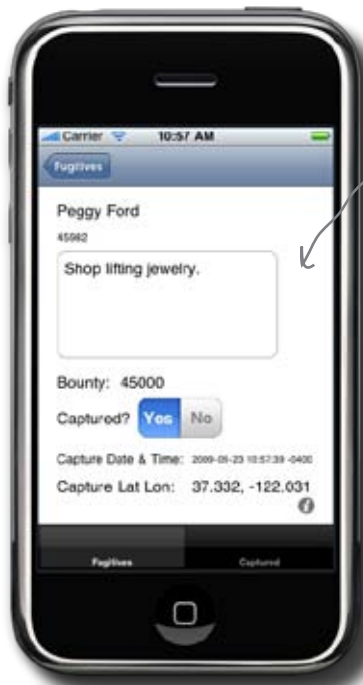 Carrier 10:57 AM
Fugitives
Peggy Ford
45982
Shop lifting jewelry.
Bounty: 45000
Captured? Yes No
Capture Date & Time: 2009-05-23 10:57:39 -0400
Capture Lat Lon: 37.332, -122.031
i
Fugitives Captured